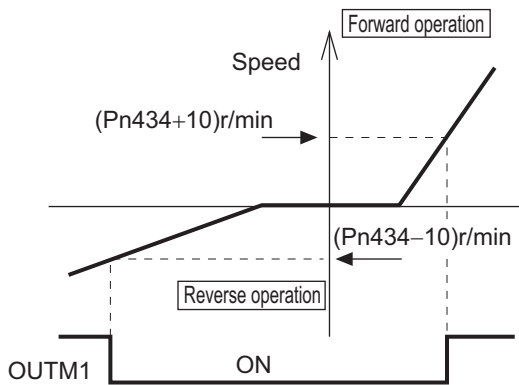 Forward operation
Speed
(Pn434+10)r/min
(Pn434−10)r/min
Reverse operation
OUTM1 ON